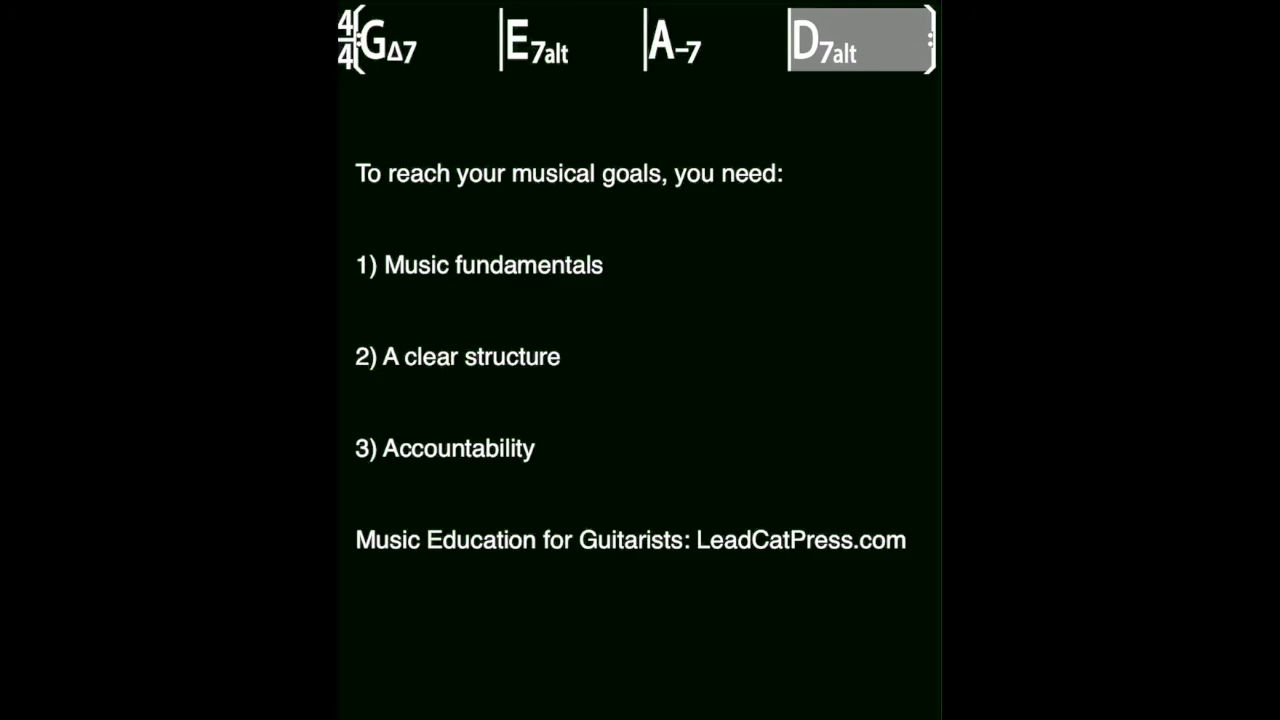 4/4 GΔ7 E7alt A-7 D7alt
To reach your musical goals, you need:
1) Music fundamentals
2) A clear structure
3) Accountability
Music Education for Guitarists: LeadCatPress.com